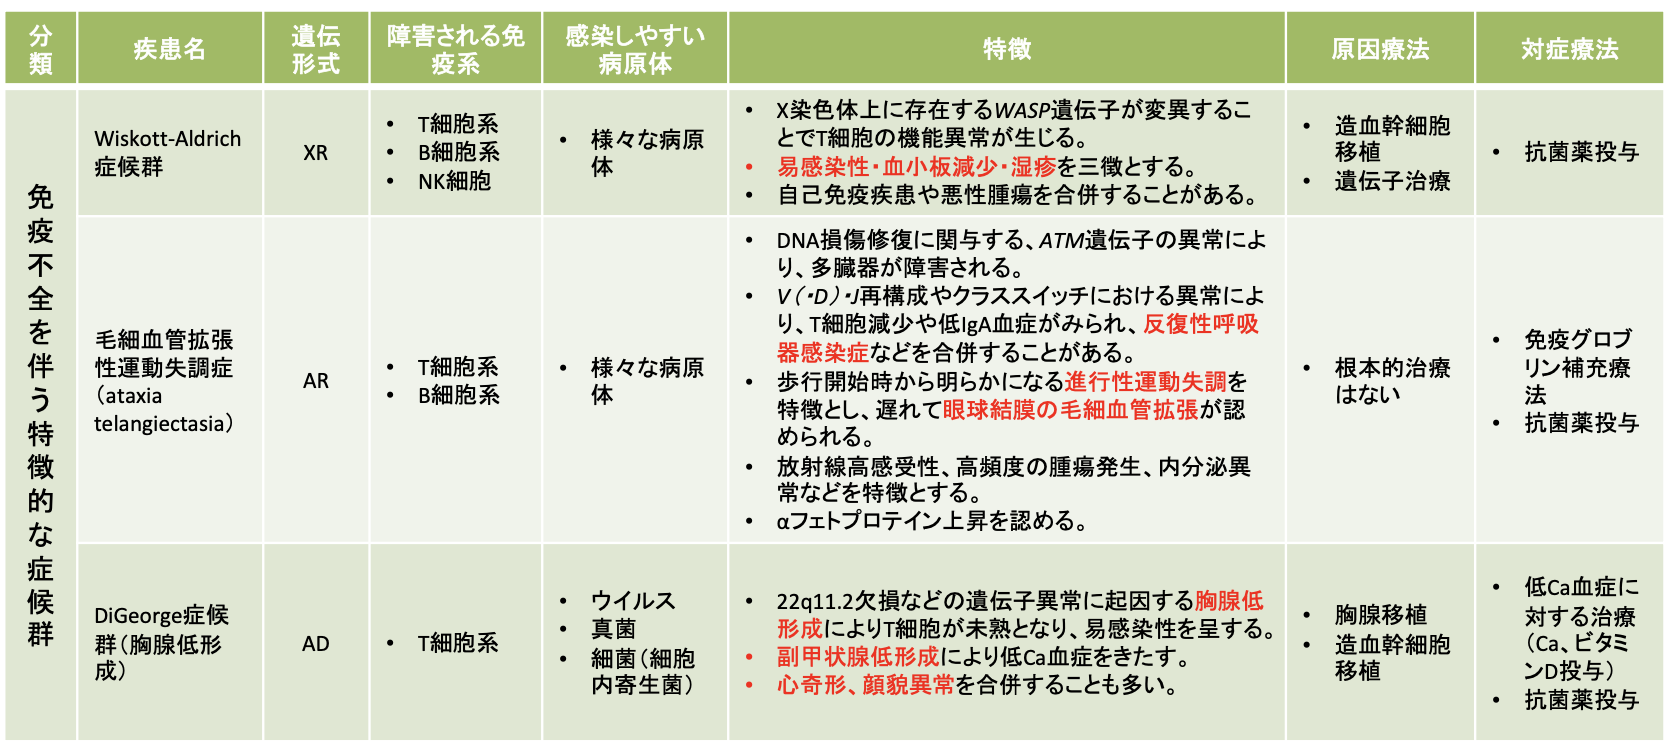 分類
疾患名
遺伝形式
障害される免疫系
感染しやすい病原体
特徴
原因療法
対症療法
免疫不全を伴う特徴的な症候群
Wiskott-Aldrich
症候群
XR
• T細胞系
• B細胞系
• NK細胞
• 様々な病原
体
• X染色体上に存在するWASP遺伝子が変異するこ
とでT細胞の機能異常が生じる。
• 易感染性・血小板減少・湿疹を三徴とする。
• 自己免疫疾患や悪性腫瘍を合併することがある。
• 造血幹細胞
移植
• 遺伝子治療
• 抗菌薬投与
毛細血管拡張
性運動失調症
（ataxia
telangiectasia）
AR
• T細胞系
• B細胞系
• 様々な病原
体
• DNA損傷修復に関与する、ATM遺伝子の異常によ
り、多臓器が障害される。
• V（・D）・J再構成やクラススイッチにおける異常によ
り、T細胞減少や低IgA血症がみられ、反復性呼吸
器感染症などを合併することがある。
• 歩行開始時から明らかになる進行性運動失調を
特徴とし、遅れて眼球結膜の毛細血管拡張が認
められる。
• 放射線高感受性、高頻度の腫瘍発生、内分泌異
常などを特徴とする。
• αフェトプロテイン上昇を認める。
• 根本的治療
はない
• 免疫グロブ
リン補充療
法
• 抗菌薬投与
DiGeorge症候
群（胸腺低形
成）
AD
• T細胞系
• ウイルス
• 真菌
• 細菌（細胞
内寄生菌）
• 22q11.2欠損などの遺伝子異常に起因する胸腺低
形成によりT細胞が未熟となり、易感染性を呈する。
• 副甲状腺低形成により低Ca血症をきたす。
• 心奇形、顔貌異常を合併することも多い。
• 胸腺移植
• 造血幹細胞
移植
• 低Ca血症に
対する治療
（Ca、ビタミ
ンD投与）
• 抗菌薬投与